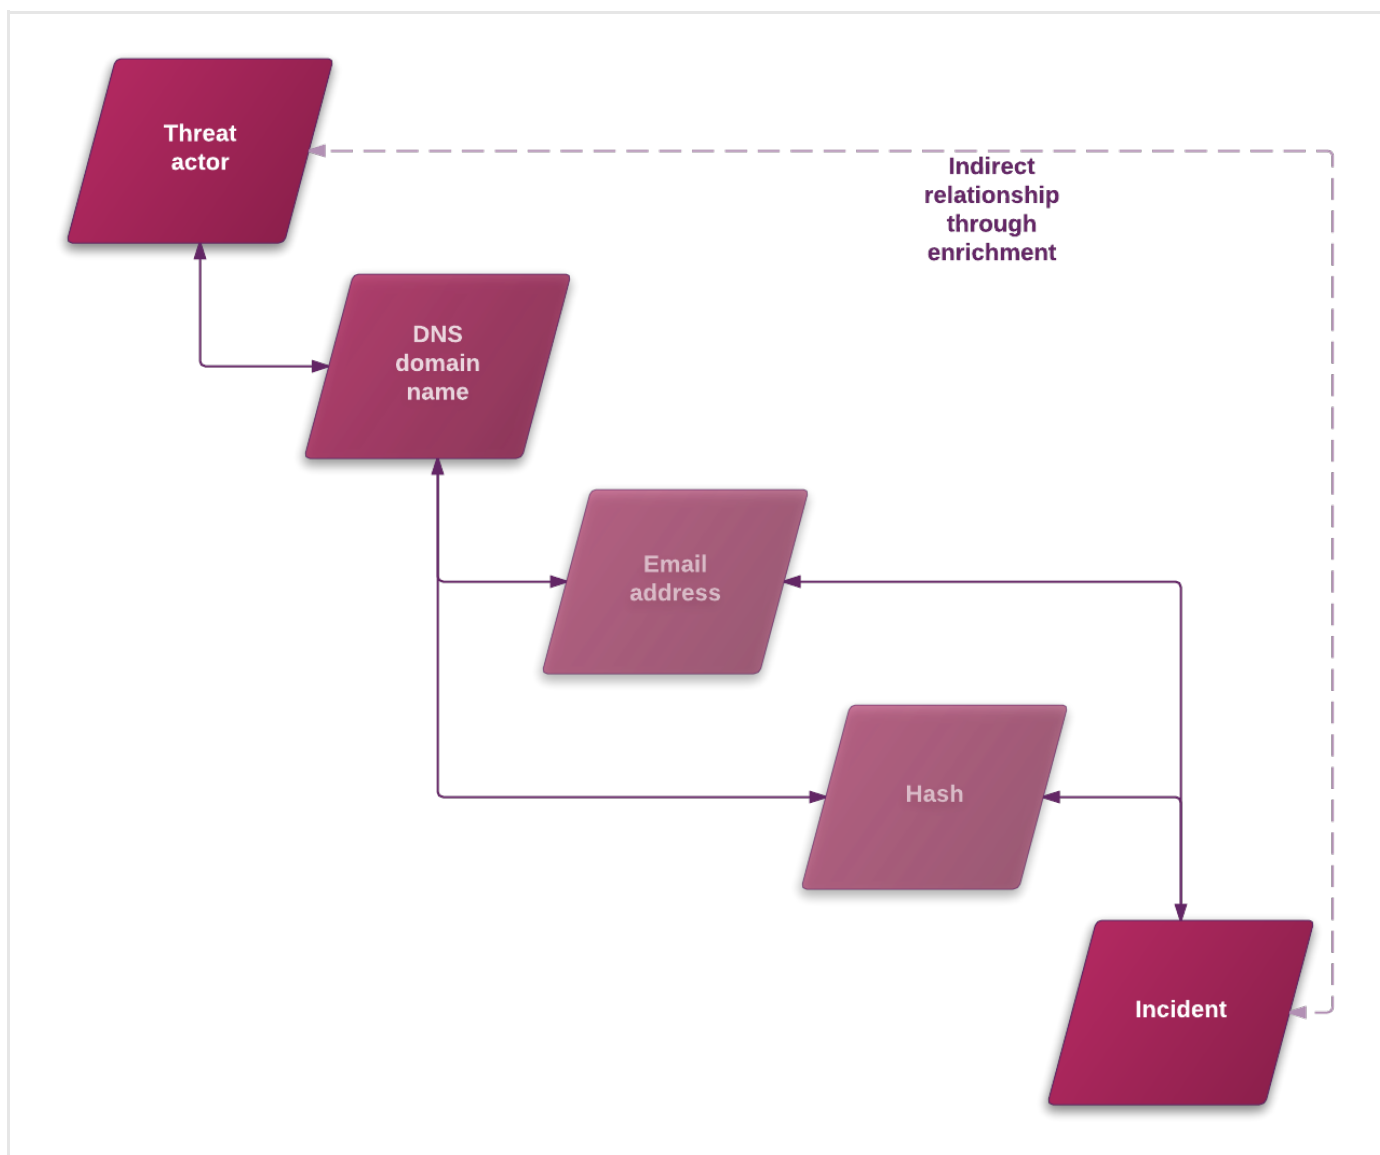 Threat
actor
Indirect
relationship
through
enrichment
DNS
domain
name
Email
address
Hash
Incident